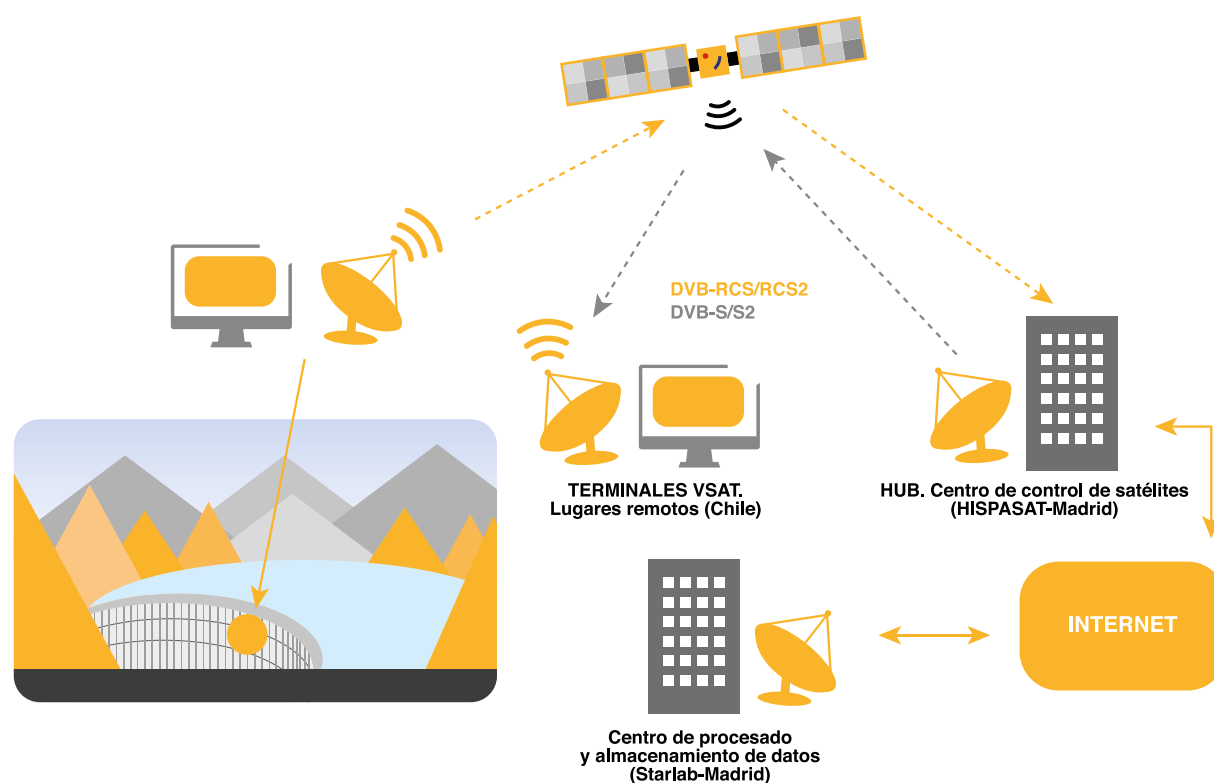 DVB-RCS/RCS2
DVB-S/S2
TERMINALES VSAT.
Lugares remotos (Chile)
HUB. Centro de control de satélites
(HISPASAT-Madrid)
INTERNET
Centro de procesado
y almacenamiento de datos
(Starlab-Madrid)